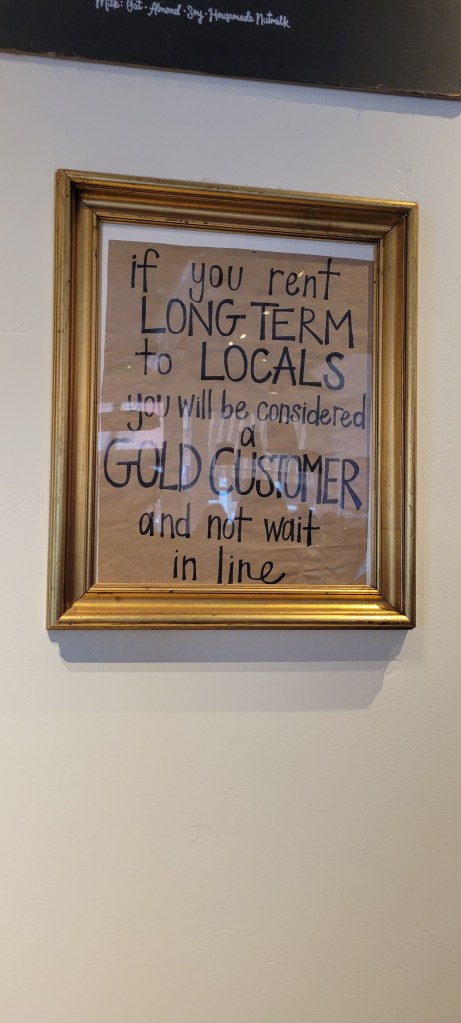 Milk: Oat · Almond · Soy · Housemade Nutmilk
if you rent
LONG TERM
to LOCALS
you will be considered
a
GOLD CUSTOMER
and not wait
in line